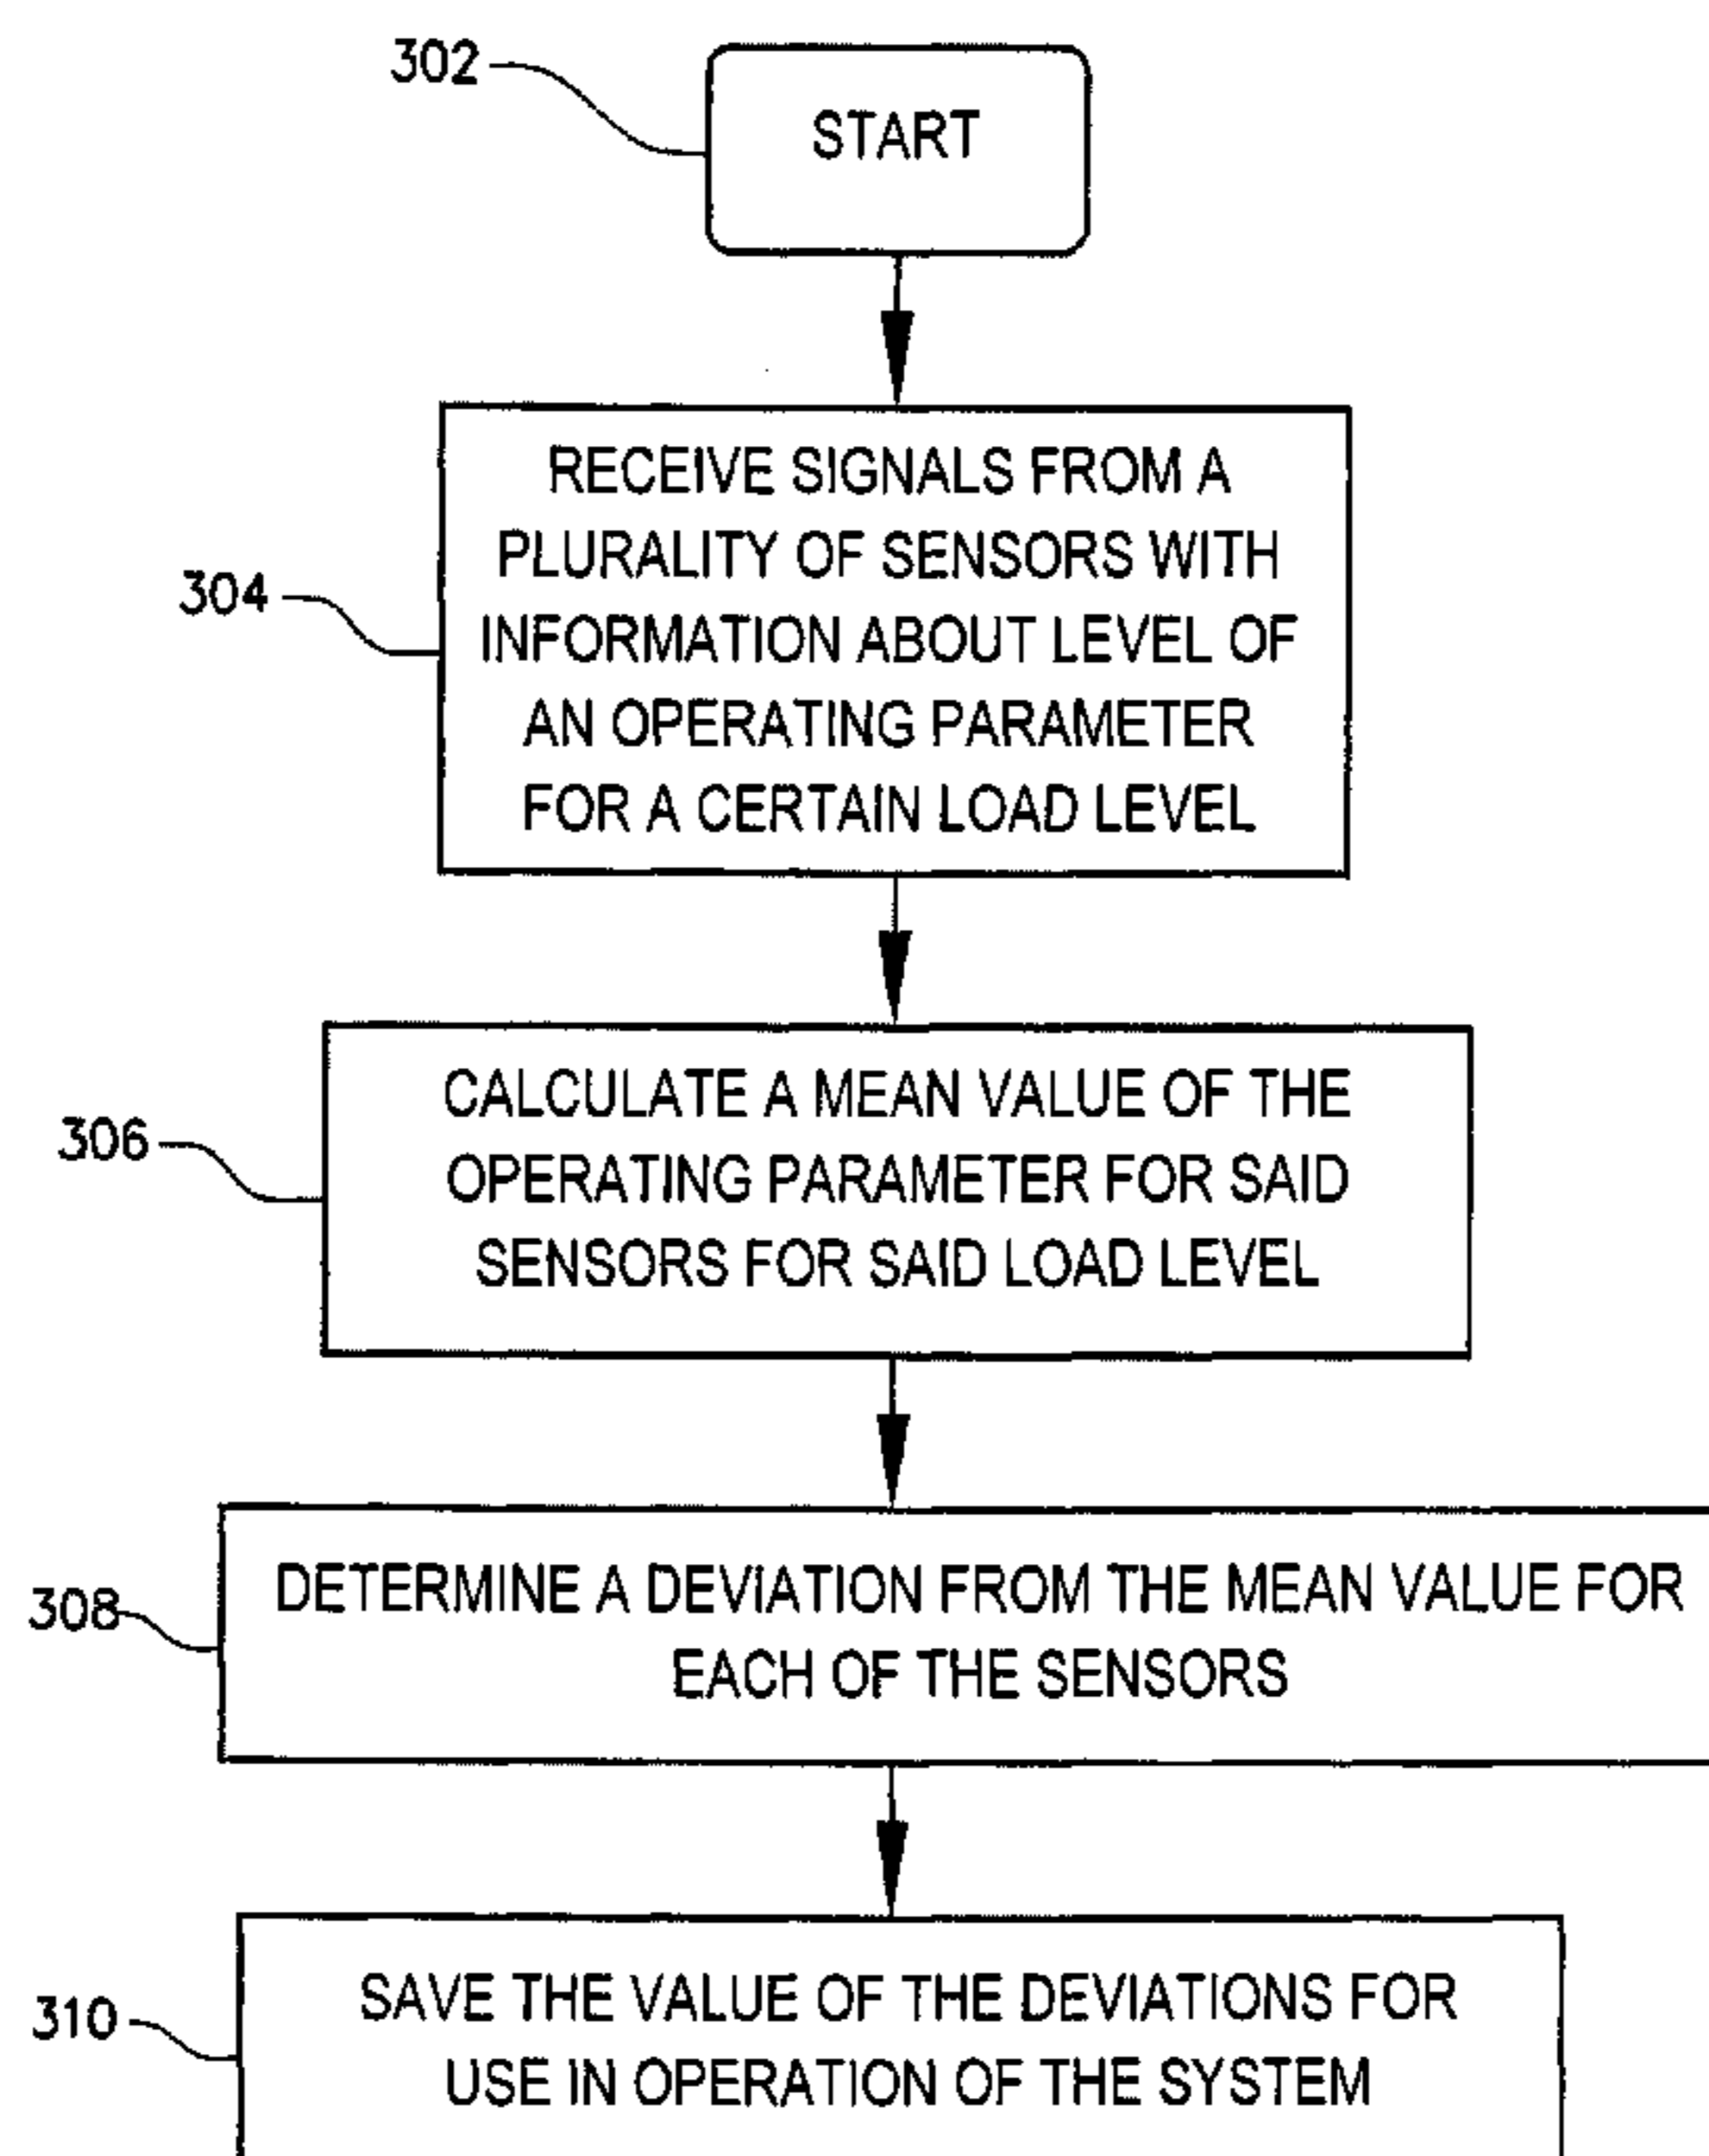 302
START
304
RECEIVE SIGNALS FROM A
PLURALITY OF SENSORS WITH
INFORMATION ABOUT LEVEL OF
AN OPERATING PARAMETER
FOR A CERTAIN LOAD LEVEL
306
CALCULATE A MEAN VALUE OF THE
OPERATING PARAMETER FOR SAID
SENSORS FOR SAID LOAD LEVEL
308
DETERMINE A DEVIATION FROM THE MEAN VALUE FOR
EACH OF THE SENSORS
310
SAVE THE VALUE OF THE DEVIATIONS FOR
USE IN OPERATION OF THE SYSTEM